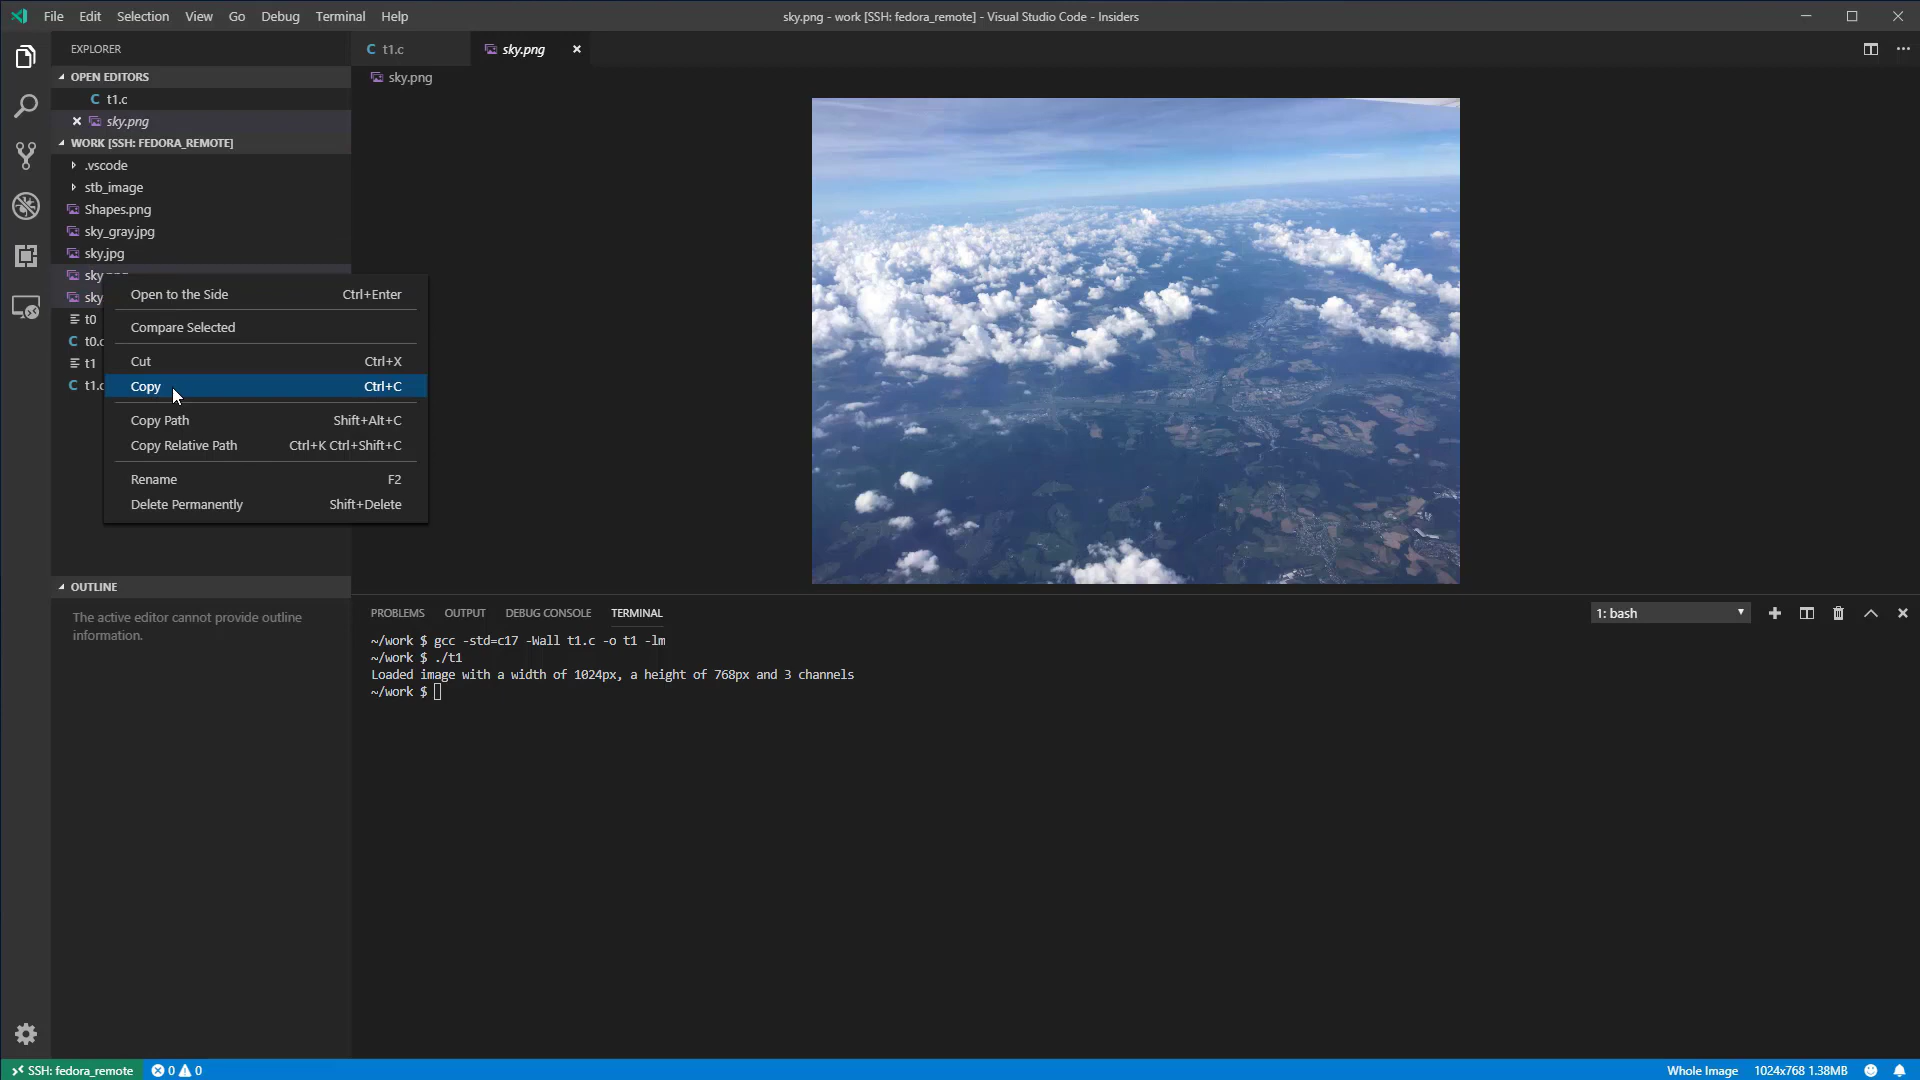 File Edit Selection View Go Debug Terminal Help
sky.png - work [SSH: fedora_remote] - Visual Studio Code - Insiders
EXPLORER
OPEN EDITORS
C t1.c
sky.png
WORK [SSH: FEDORA_REMOTE]
.vscode
stb_image
Shapes.png
sky_gray.jpg
sky.jpg
sky
sky
t0
C t0.c
t1
C t1.c
Open to the Side Ctrl+Enter
Compare Selected
Cut Ctrl+X
Copy Ctrl+C
Copy Path Shift+Alt+C
Copy Relative Path Ctrl+K Ctrl+Shift+C
Rename F2
Delete Permanently Shift+Delete
OUTLINE
The active editor cannot provide outline
information.
C t1.c sky.png
sky.png
PROBLEMS OUTPUT DEBUG CONSOLE TERMINAL
1: bash
~/work $ gcc -std=c17 -Wall t1.c -o t1 -lm
~/work $ ./t1
Loaded image with a width of 1024px, a height of 768px and 3 channels
~/work $
SSH: fedora_remote 0 0
Whole Image 1024x768 1.38MB